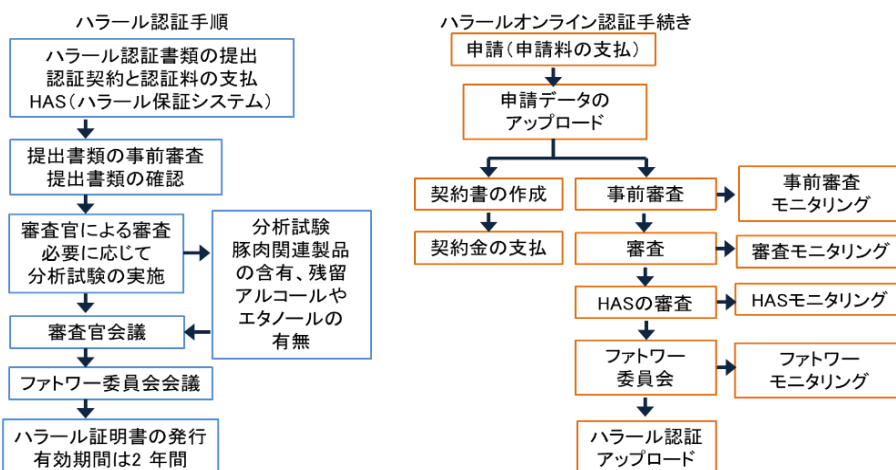 ハラール認証手順
ハラール認証書類の提出
認証契約と認証料の支払
HAS(ハラール保証システム)
提出書類の事前審査
提出書類の確認
審査官による審査
必要に応じて
分析試験の実施
分析試験
豚肉関連製品
の含有、残留
アルコールや
エタノールの
有無
審査官会議
ファトワー委員会会議
ハラール証明書の発行
有効期間は2 年間
ハラールオンライン認証手続き
申請(申請料の支払)
申請データの
アップロード
契約書の作成
契約金の支払
事前審査
事前審査
モニタリング
審査
審査モニタリング
HASの審査
HASモニタリング
ファトワー
委員会
ファトワー
モニタリング
ハラール認証
アップロード